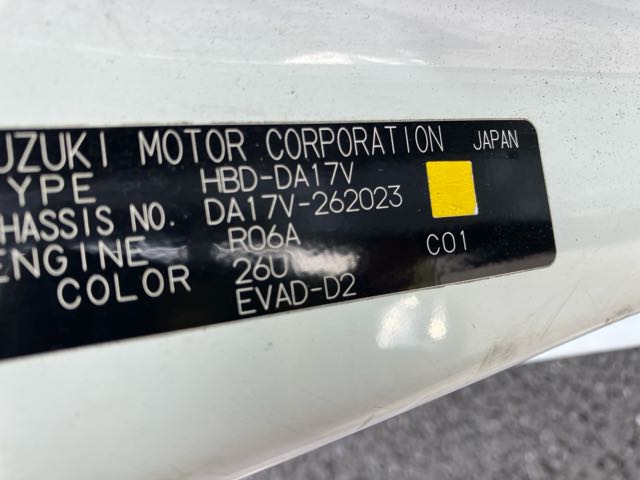 UZUKI MOTOR CORPORATION JAPAN
YPE HBD-DA17V
HASSIS NO. DA17V-262023
ENGINE R06A C01
COLOR 26U
EVAD-D2